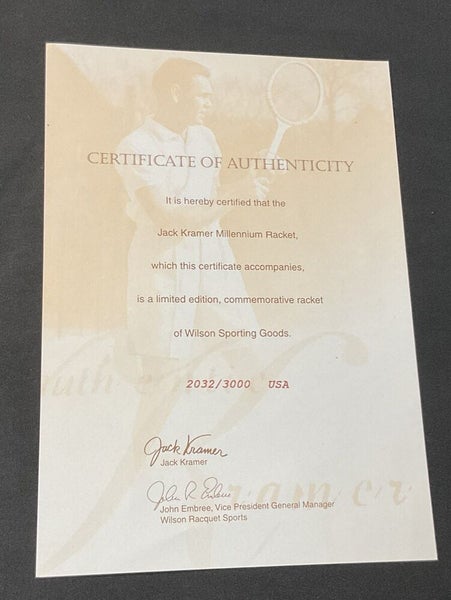 CERTIFICATE OF AUTHENTICITY
It is hereby certified that the
Jack Kramer Millennium Racket,
which this certificate accompanies,
is a limited edition, commemorative racket
of Wilson Sporting Goods.
2032/3000 USA
Jack Kramer
Jack Kramer
John R Embree
John Embree, Vice President General Manager
Wilson Racquet Sports